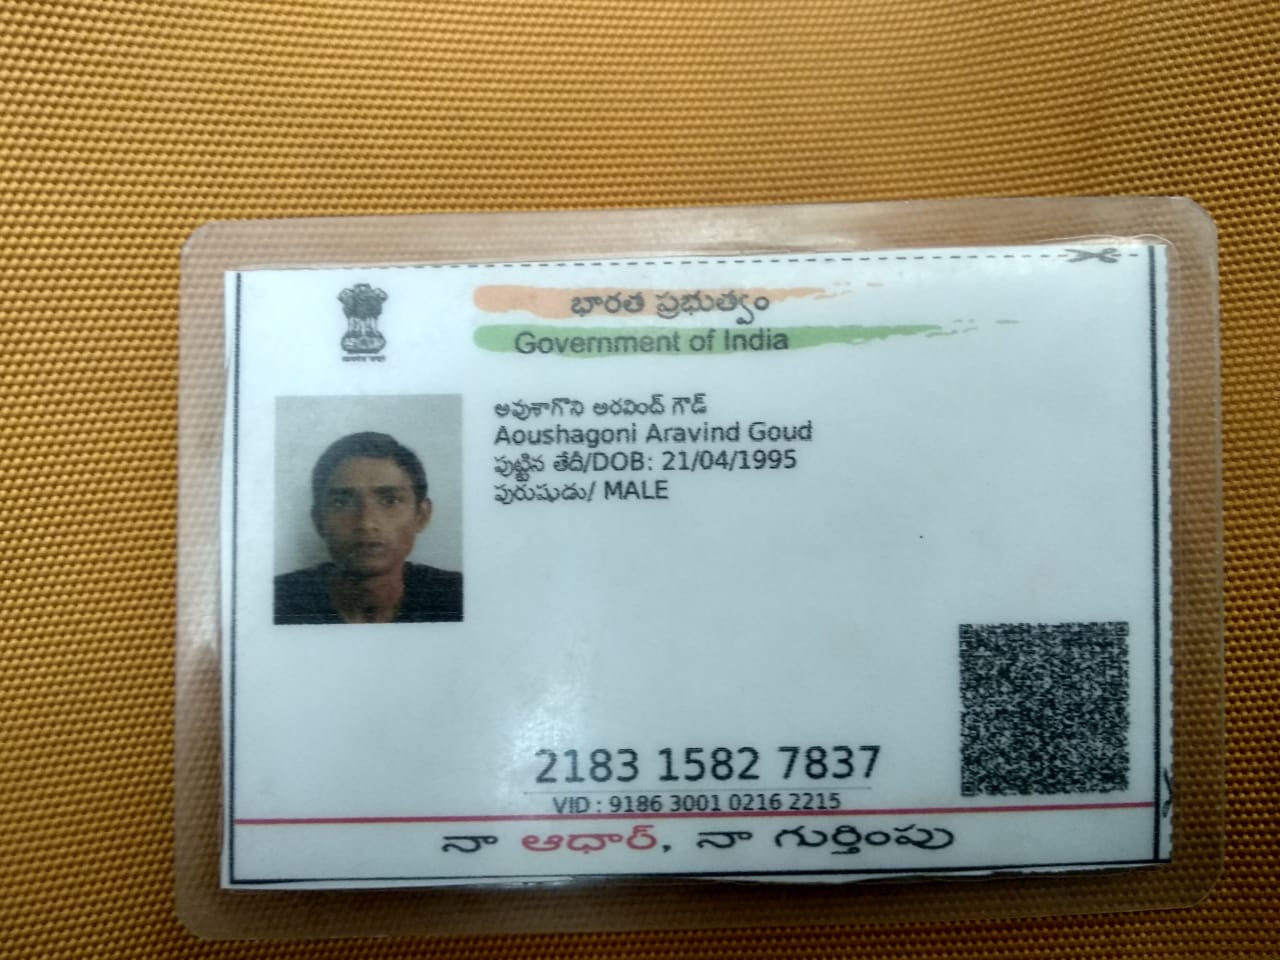 భారత ప్రభుత్వం
Government of India
అవుశాగొని అరవింద్ గౌడ్
Aoushagoni Aravind Goud
పుట్టిన తేదీ/DOB: 21/04/1995
పురుషుడు/ MALE
2183 1582 7837
VID : 9186 3001 0216 2215
నా ఆధార్, నా గుర్తింపు